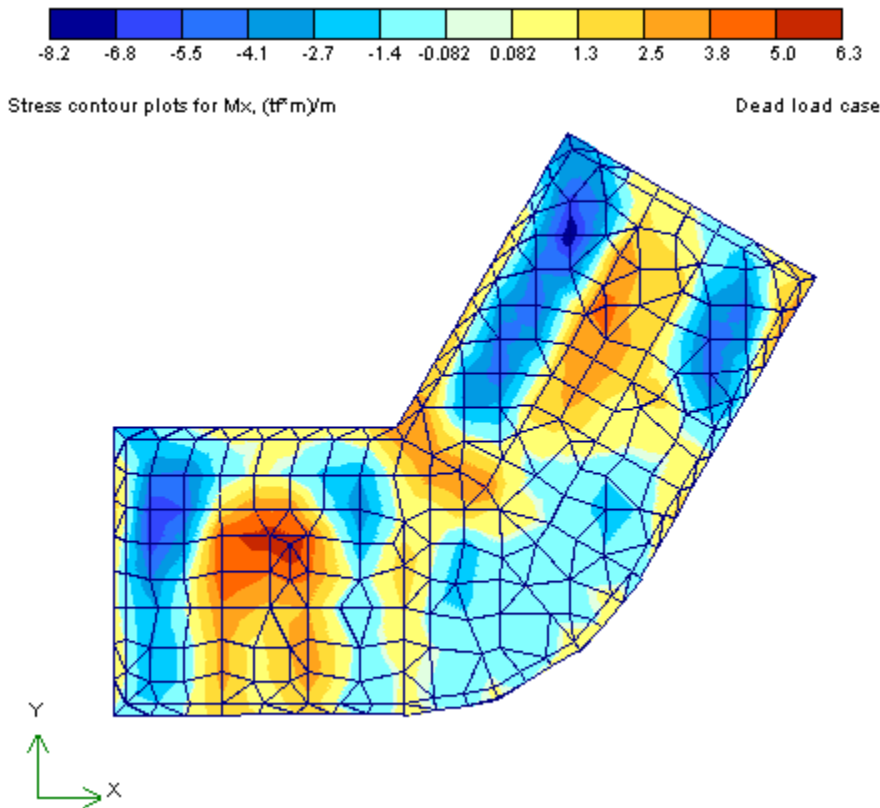 -8.2 -6.8 -5.5 -4.1 -2.7 -1.4 -0.082 0.082 1.3 2.5 3.8 5.0 6.3
Stress contour plots for Mx, (tf*m)/m Dead load case
Y
X